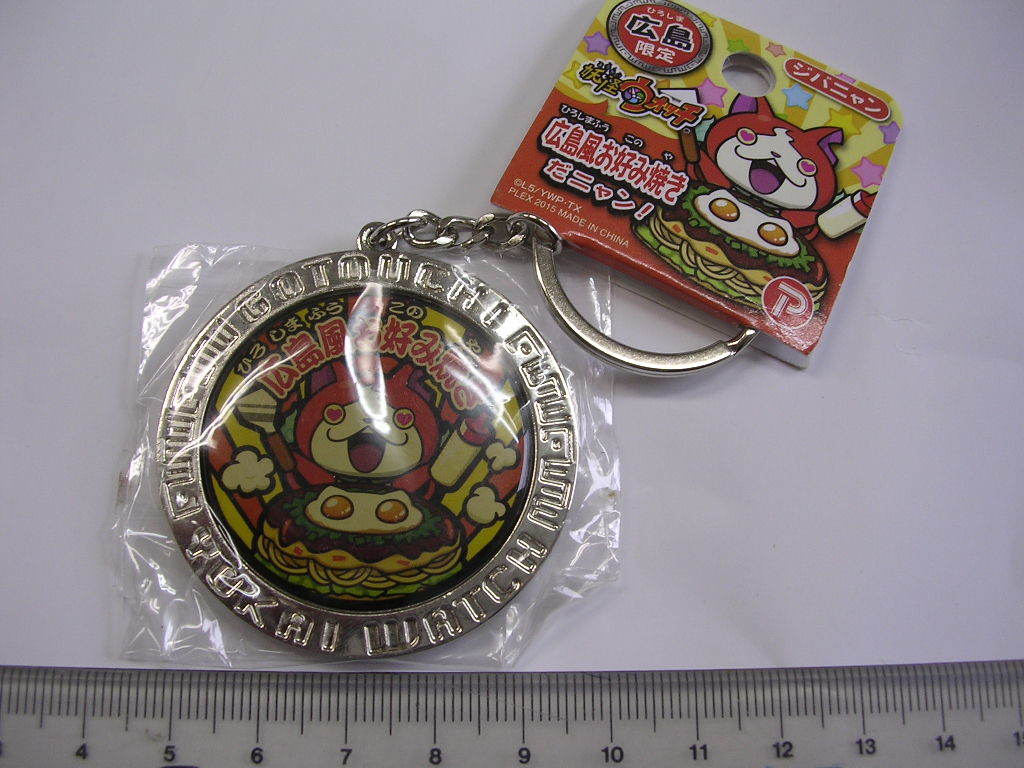 ひろしま
広島
限定
ジバニャン
妖怪ウォッチ
ひろしまふう この や
広島風お好み焼き
だニャン!
©L5/YWP・TX
PLEX 2015 MADE IN CHINA
P
GOTOUCHI
ひろしまふう この や
広島風お好み焼き
YOKAI WATCH
3 4 5 6 7 8 9 10 11 12 13 14 15